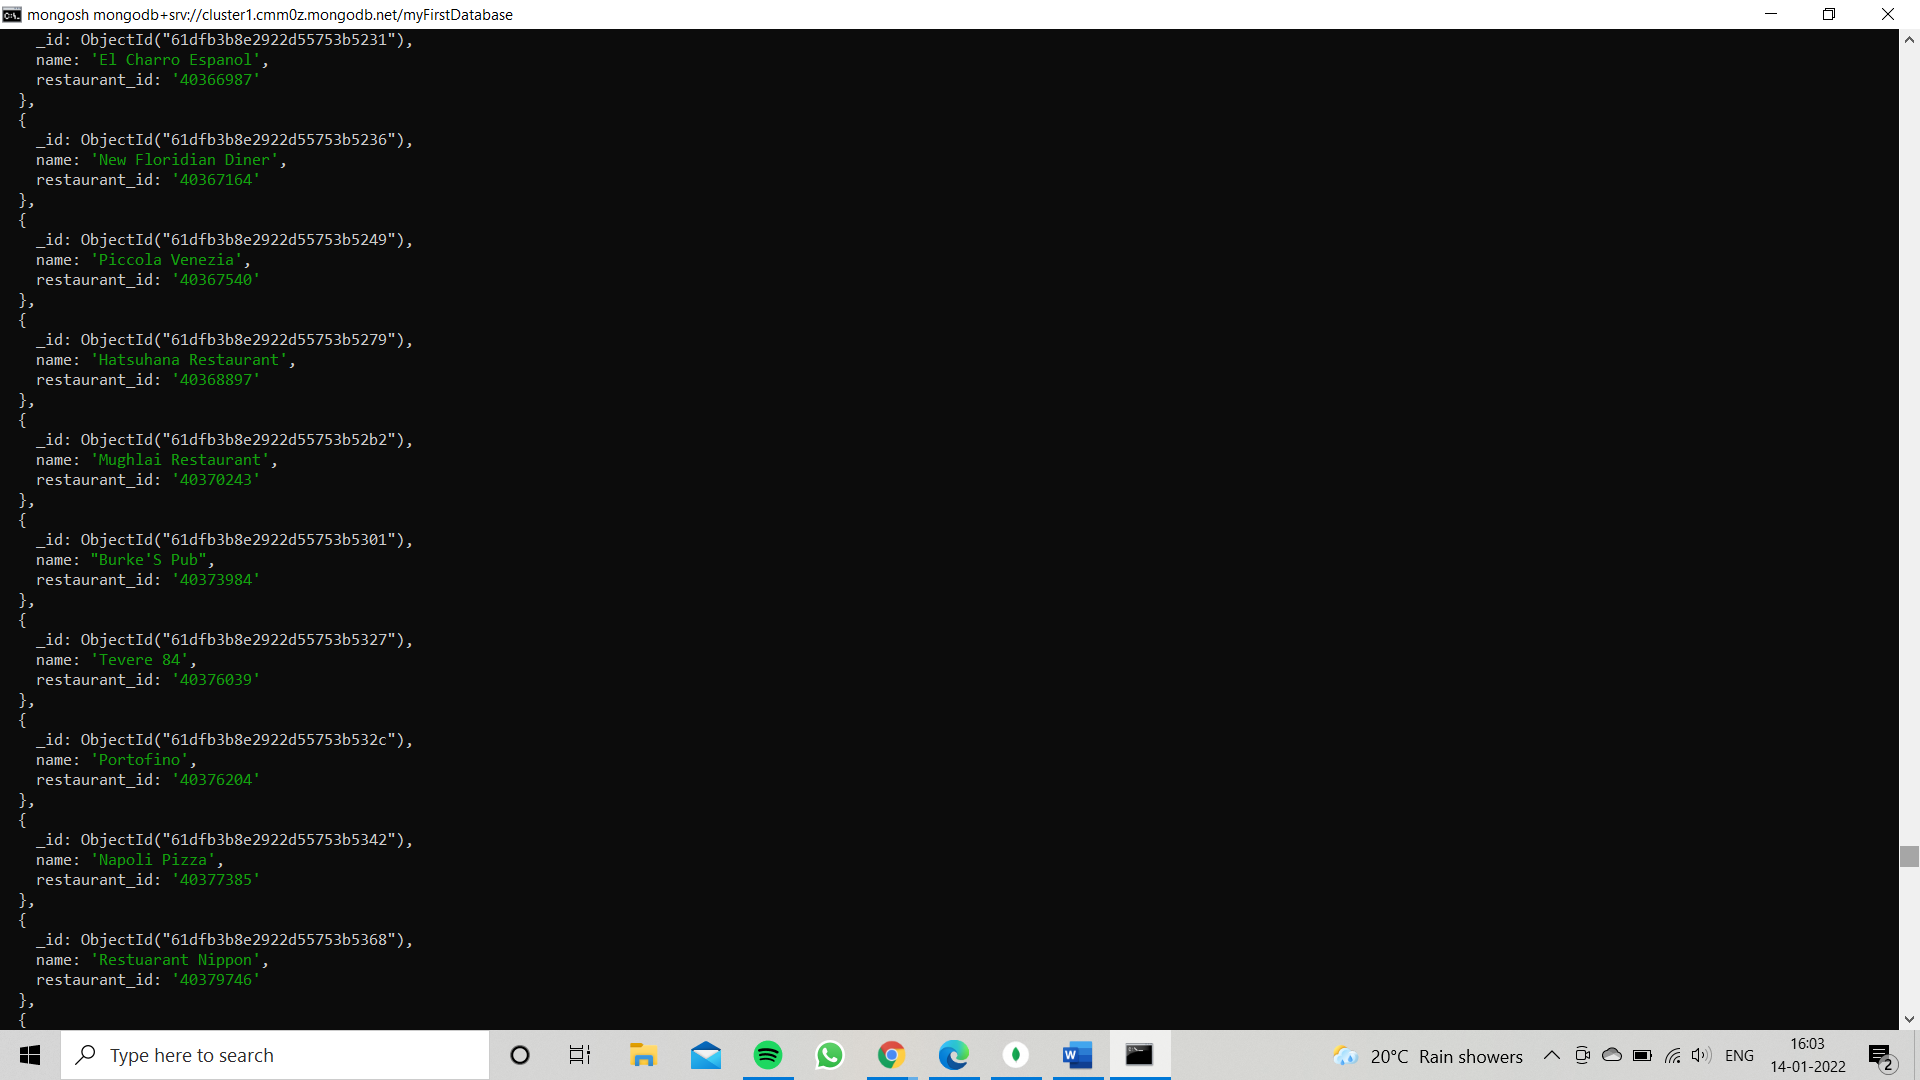 mongosh mongodb+srv://cluster1.cmm0z.mongodb.net/myFirstDatabase
_id: ObjectId("61dfb3b8e2922d55753b5231"),
name: 'El Charro Espanol',
restaurant_id: '40366987'
},
{
_id: ObjectId("61dfb3b8e2922d55753b5236"),
name: 'New Floridian Diner',
restaurant_id: '40367164'
},
{
_id: ObjectId("61dfb3b8e2922d55753b5249"),
name: 'Piccola Venezia',
restaurant_id: '40367540'
},
{
_id: ObjectId("61dfb3b8e2922d55753b5279"),
name: 'Hatsuhana Restaurant',
restaurant_id: '40368897'
},
{
_id: ObjectId("61dfb3b8e2922d55753b52b2"),
name: 'Mughlai Restaurant',
restaurant_id: '40370243'
},
{
_id: ObjectId("61dfb3b8e2922d55753b5301"),
name: "Burke'S Pub",
restaurant_id: '40373984'
},
{
_id: ObjectId("61dfb3b8e2922d55753b5327"),
name: 'Tevere 84',
restaurant_id: '40376039'
},
{
_id: ObjectId("61dfb3b8e2922d55753b532c"),
name: 'Portofino',
restaurant_id: '40376204'
},
{
_id: ObjectId("61dfb3b8e2922d55753b5342"),
name: 'Napoli Pizza',
restaurant_id: '40377385'
},
{
_id: ObjectId("61dfb3b8e2922d55753b5368"),
name: 'Restuarant Nippon',
restaurant_id: '40379746'
},
{
Type here to search
20°C Rain showers
ENG
16:03
14-01-2022
2